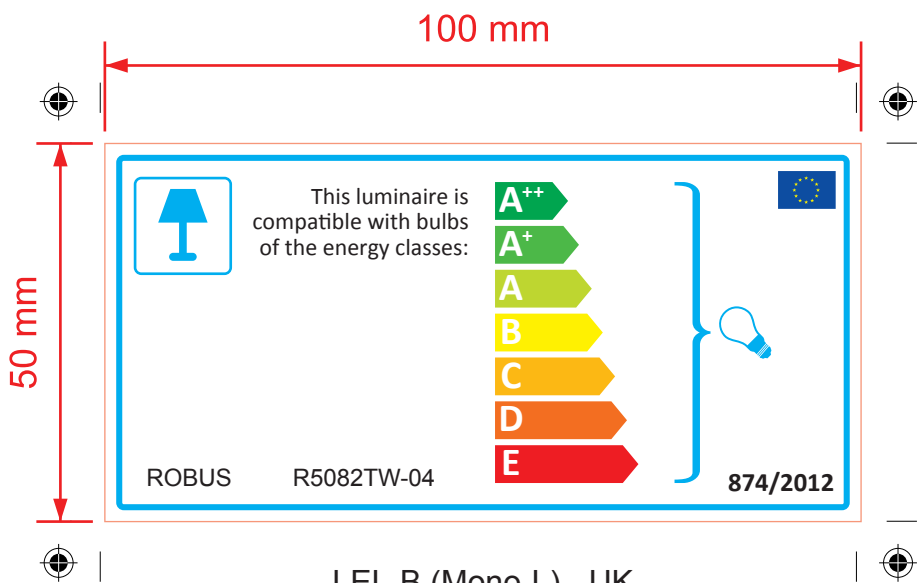 100 mm
50 mm
This luminaire is
compatible with bulbs
of the energy classes:
A++
A+
A
B
C
D
E
ROBUS R5082TW-04
874/2012